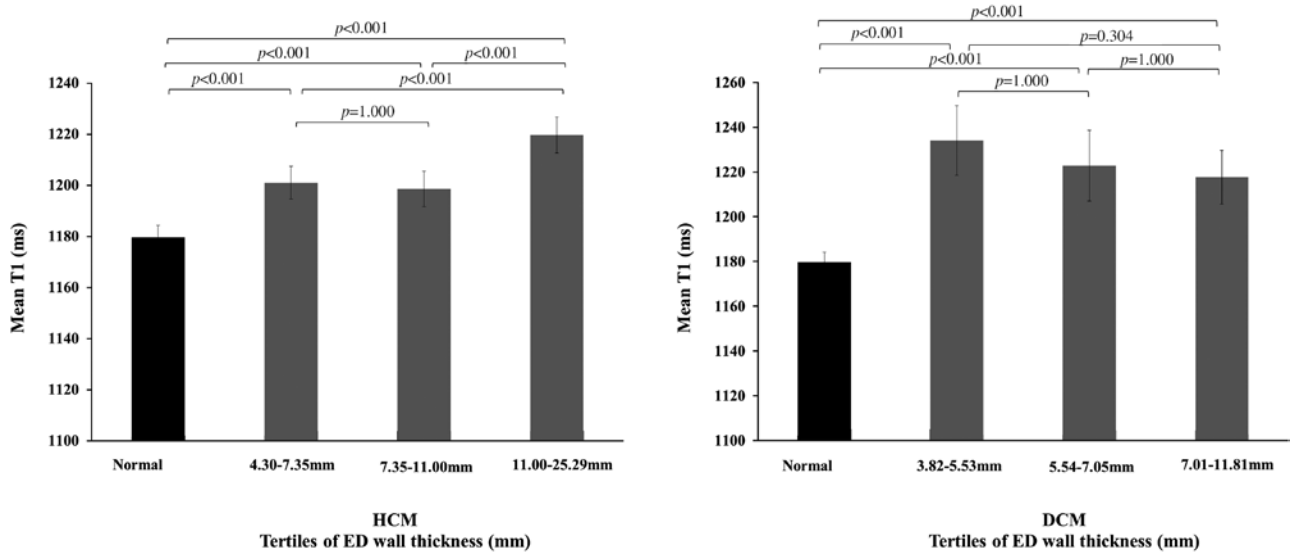 p<0.001
p<0.001
p<0.001
p<0.001
p<0.001
p=1.000
1240
1220
1200
1180
1160
1140
1120
1100
Mean T1 (ms)
Normal
4.30-7.35mm
7.35-11.00mm
11.00-25.29mm
HCM
Tertiles of ED wall thickness (mm)
p<0.001
p<0.001
p=0.304
p<0.001
p=1.000
p=1.000
1260
1240
1220
1200
1180
1160
1140
1120
1100
Mean T1 (ms)
Normal
3.82-5.53mm
5.54-7.05mm
7.01-11.81mm
DCM
Tertiles of ED wall thickness (mm)